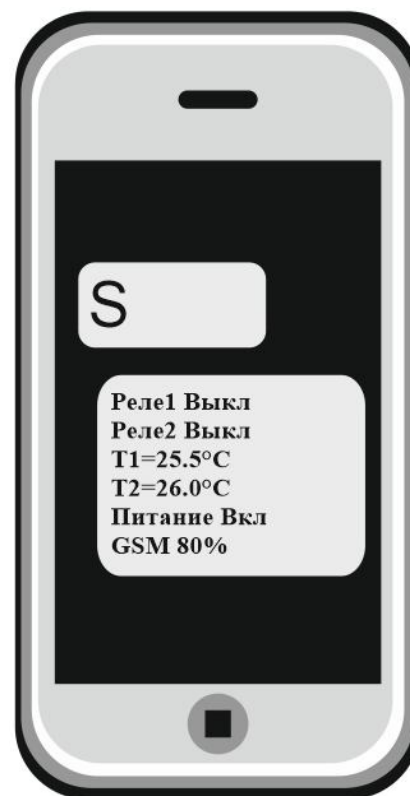 S
Реле1 Выкл
Реле2 Выкл
T1=25.5°C
T2=26.0°C
Питание Вкл
GSM 80%